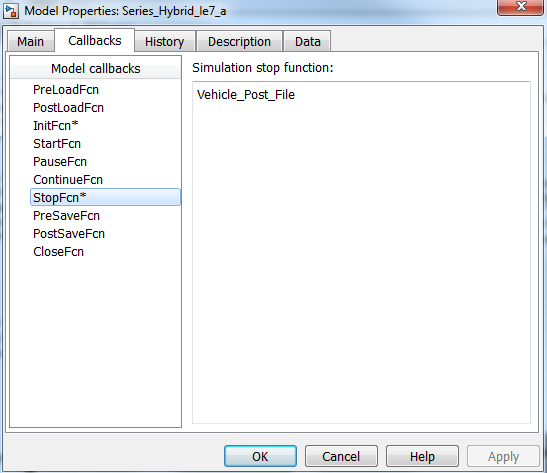 Model Properties: Series_Hybrid_le7_a
Main
Callbacks
History
Description
Data
Model callbacks
PreLoadFcn
PostLoadFcn
InitFcn*
StartFcn
PauseFcn
ContinueFcn
StopFcn*
PreSaveFcn
PostSaveFcn
CloseFcn
Simulation stop function:
Vehicle_Post_File
OK
Cancel
Help
Apply